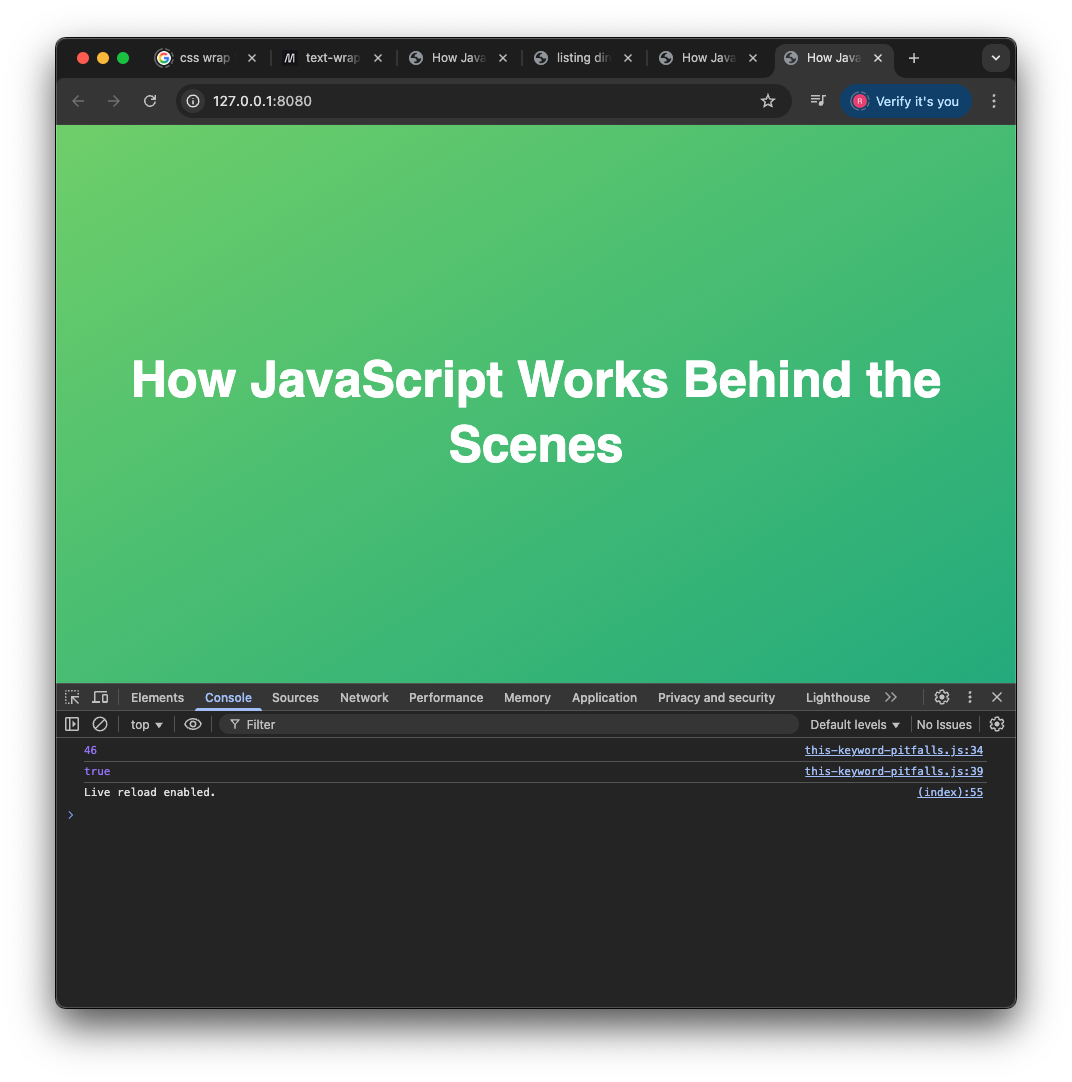 css wrap
text-wrap
How Java
listing dir
How Java
How Java
127.0.0.1:8080
R
Verify it's you
How JavaScript Works Behind the
Scenes
Elements Console Sources Network Performance Memory Application Privacy and security Lighthouse
top Filter Default levels No Issues
46 this-keyword-pitfalls.js:34
true this-keyword-pitfalls.js:39
Live reload enabled. (index):55